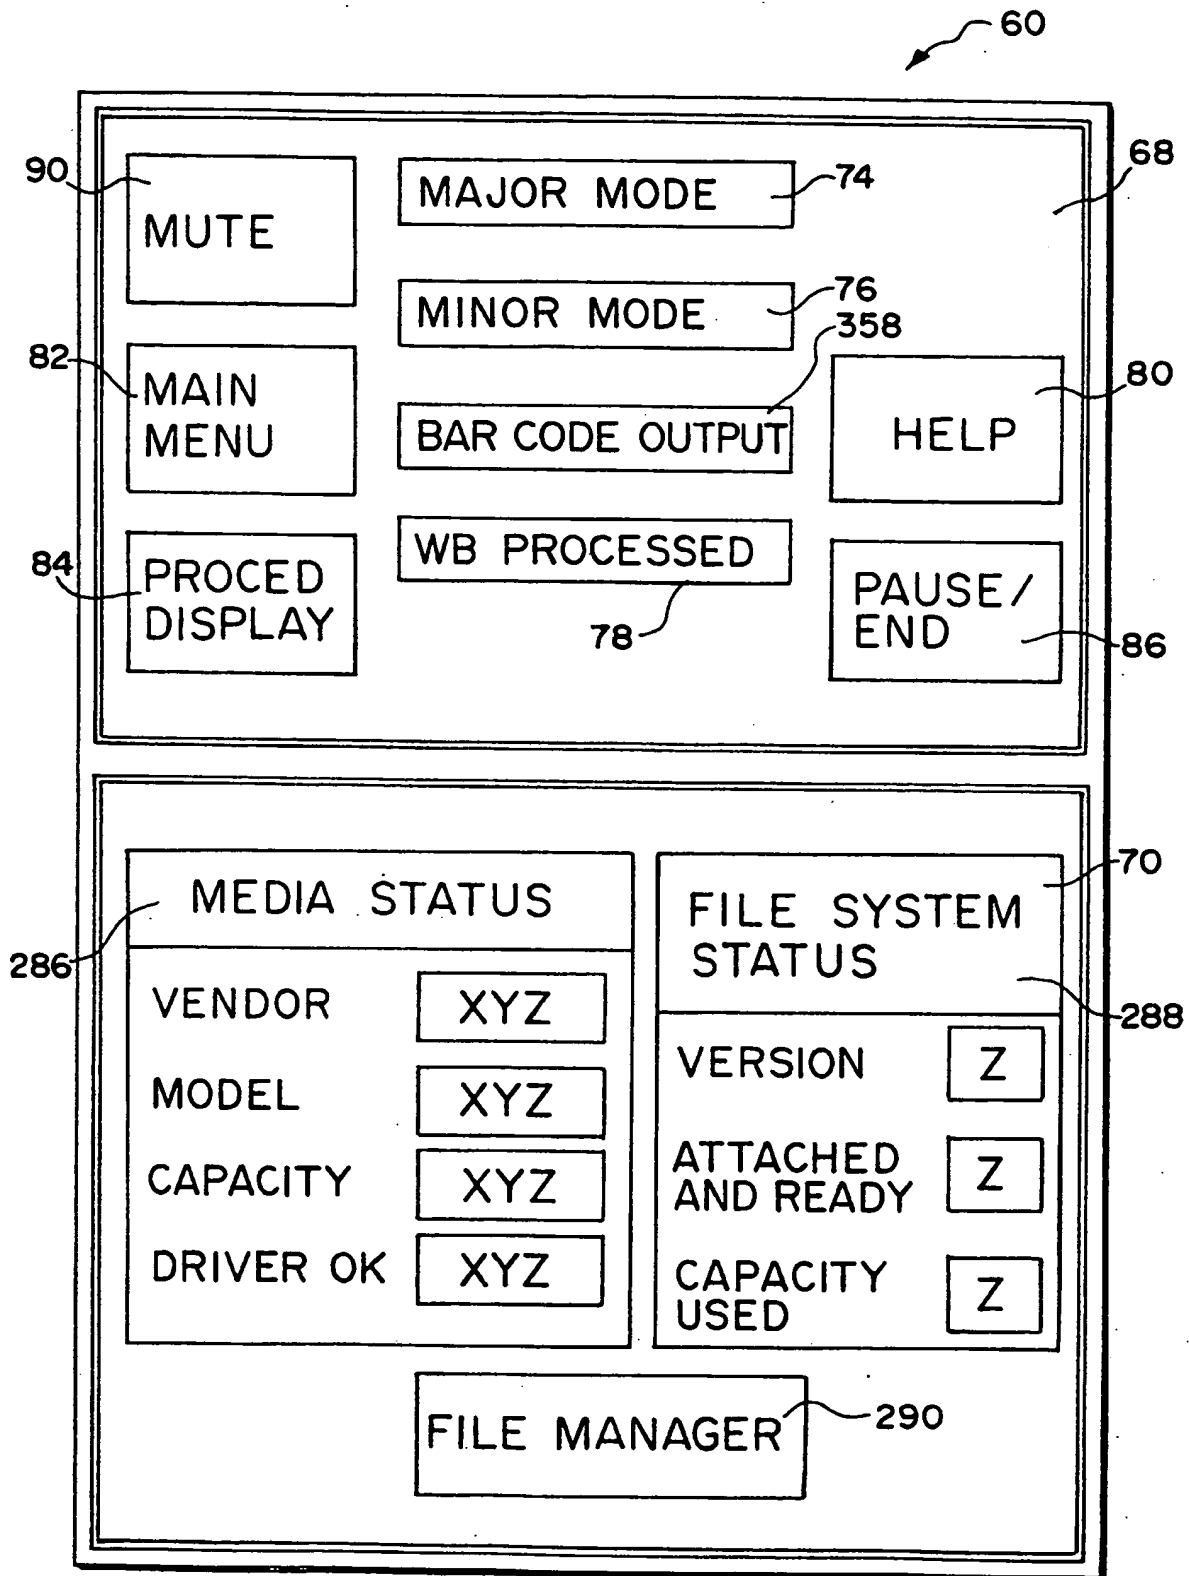 60
68
90
MUTE
MAJOR MODE
74
MINOR MODE
76
358
82
MAIN
MENU
BAR CODE OUTPUT
HELP
80
84
PROCED
DISPLAY
WB PROCESSED
78
PAUSE/
END
86
MEDIA STATUS
286
VENDOR XYZ
MODEL XYZ
CAPACITY XYZ
DRIVER OK XYZ
70
FILE SYSTEM
STATUS
288
VERSION Z
ATTACHED
AND READY Z
CAPACITY
USED Z
FILE MANAGER
290